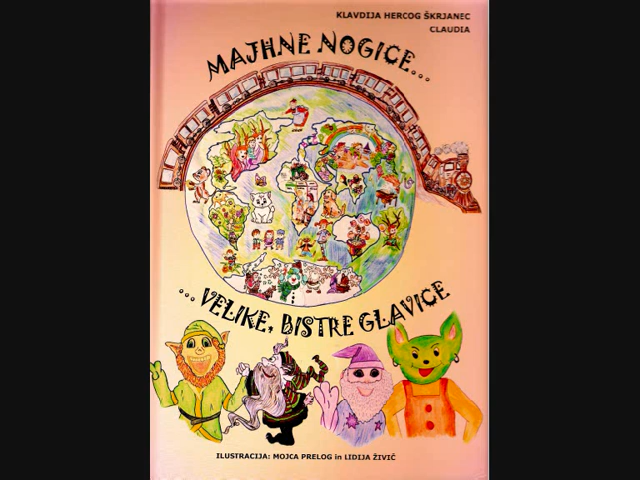 KLAVDIJA HERCOG ŠKRJANEC
CLAUDIA
MAJHNE NOGICE...
...VELIKE, BISTRE GLAVICE
ILUSTRACIJA: MOJCA PRELOG in LIDIJA ŽIVIČ